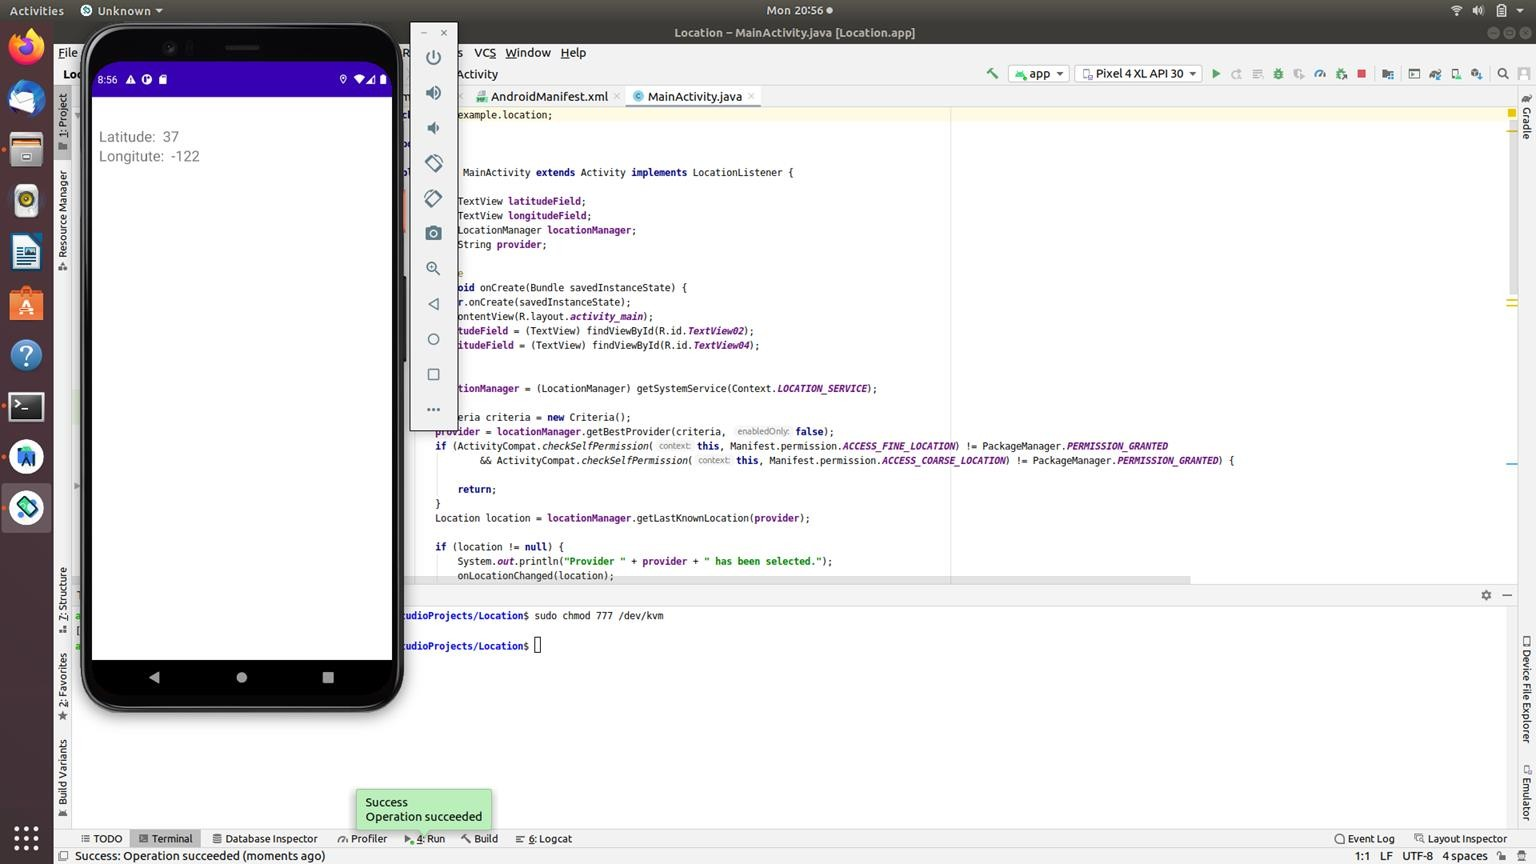 Activities
Unknown
Mon 20:56
Location – MainActivity.java [Location.app]
File
VCS Window Help
Activity
app
Pixel 4 XL API 30
1: Project
Resource Manager
7: Structure
2: Favorites
Build Variants
AndroidManifest.xml
MainActivity.java
Gradle
Device File Explorer
Emulator
8:56
Latitude: 37
Longitute: -122
example.location;
MainActivity extends Activity implements LocationListener {
TextView latitudeField;
TextView longitudeField;
LocationManager locationManager;
String provider;
e
oid onCreate(Bundle savedInstanceState) {
r.onCreate(savedInstanceState);
ontentView(R.layout.activity_main);
tudeField = (TextView) findViewById(R.id.TextView02);
itudeField = (TextView) findViewById(R.id.TextView04);
tionManager = (LocationManager) getSystemService(Context.LOCATION_SERVICE);
eria criteria = new Criteria();
provider = locationManager.getBestProvider(criteria, enabledOnly: false);
if (ActivityCompat.checkSelfPermission( context: this, Manifest.permission.ACCESS_FINE_LOCATION) != PackageManager.PERMISSION_GRANTED
&& ActivityCompat.checkSelfPermission( context: this, Manifest.permission.ACCESS_COARSE_LOCATION) != PackageManager.PERMISSION_GRANTED) {
return;
}
Location location = locationManager.getLastKnownLocation(provider);
if (location != null) {
System.out.println("Provider " + provider + " has been selected.");
onLocationChanged(location);
tudioProjects/Location$ sudo chmod 777 /dev/kvm
tudioProjects/Location$
Success
Operation succeeded
TODO
Terminal
Database Inspector
Profiler
4: Run
Build
6: Logcat
Event Log
Layout Inspector
Success: Operation succeeded (moments ago)
1:1 LF UTF-8 4 spaces